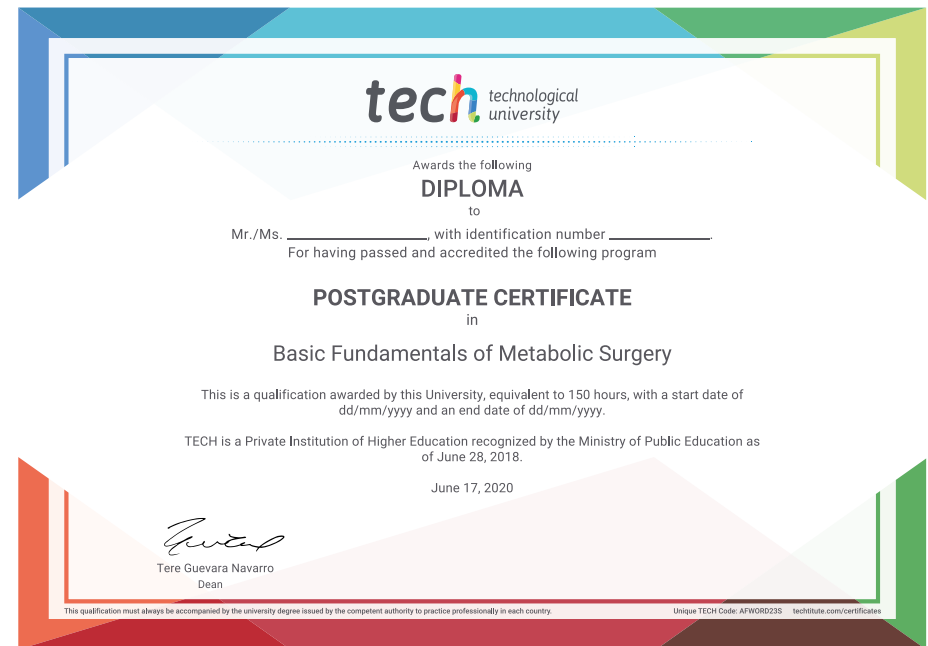 tech technological
university
Awards the following
DIPLOMA
to
Mr./Ms. ____________________, with identification number ______________.
For having passed and accredited the following program
POSTGRADUATE CERTIFICATE
in
Basic Fundamentals of Metabolic Surgery
This is a qualification awarded by this University, equivalent to 150 hours, with a start date of
dd/mm/yyyy and an end date of dd/mm/yyyy.
TECH is a Private Institution of Higher Education recognized by the Ministry of Public Education as
of June 28, 2018.
June 17, 2020
Tere Guevara Navarro
Dean
This qualification must always be accompanied by the university degree issued by the competent authority to practice professionally in each country.
Unique TECH Code: AFWORD23S techtitute.com/certificates